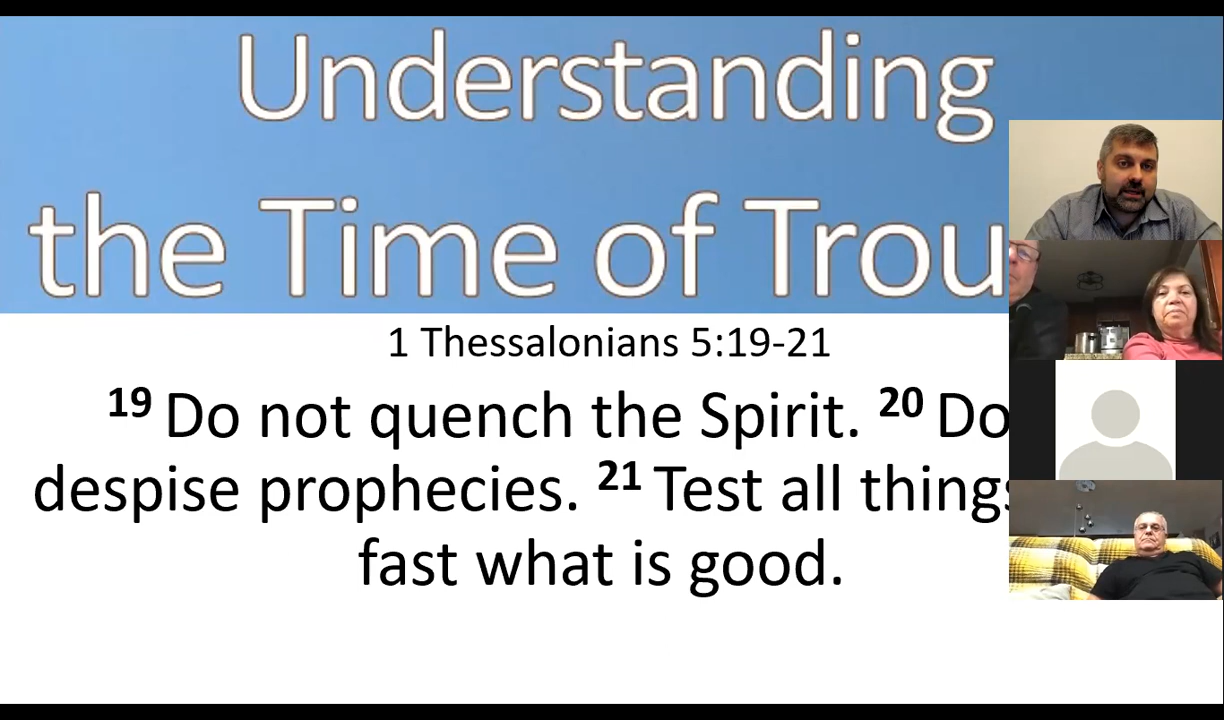 Understanding
the Time of Trou
1 Thessalonians 5:19-21
19 Do not quench the Spirit. 20 Do
despise prophecies. 21 Test all things
fast what is good.